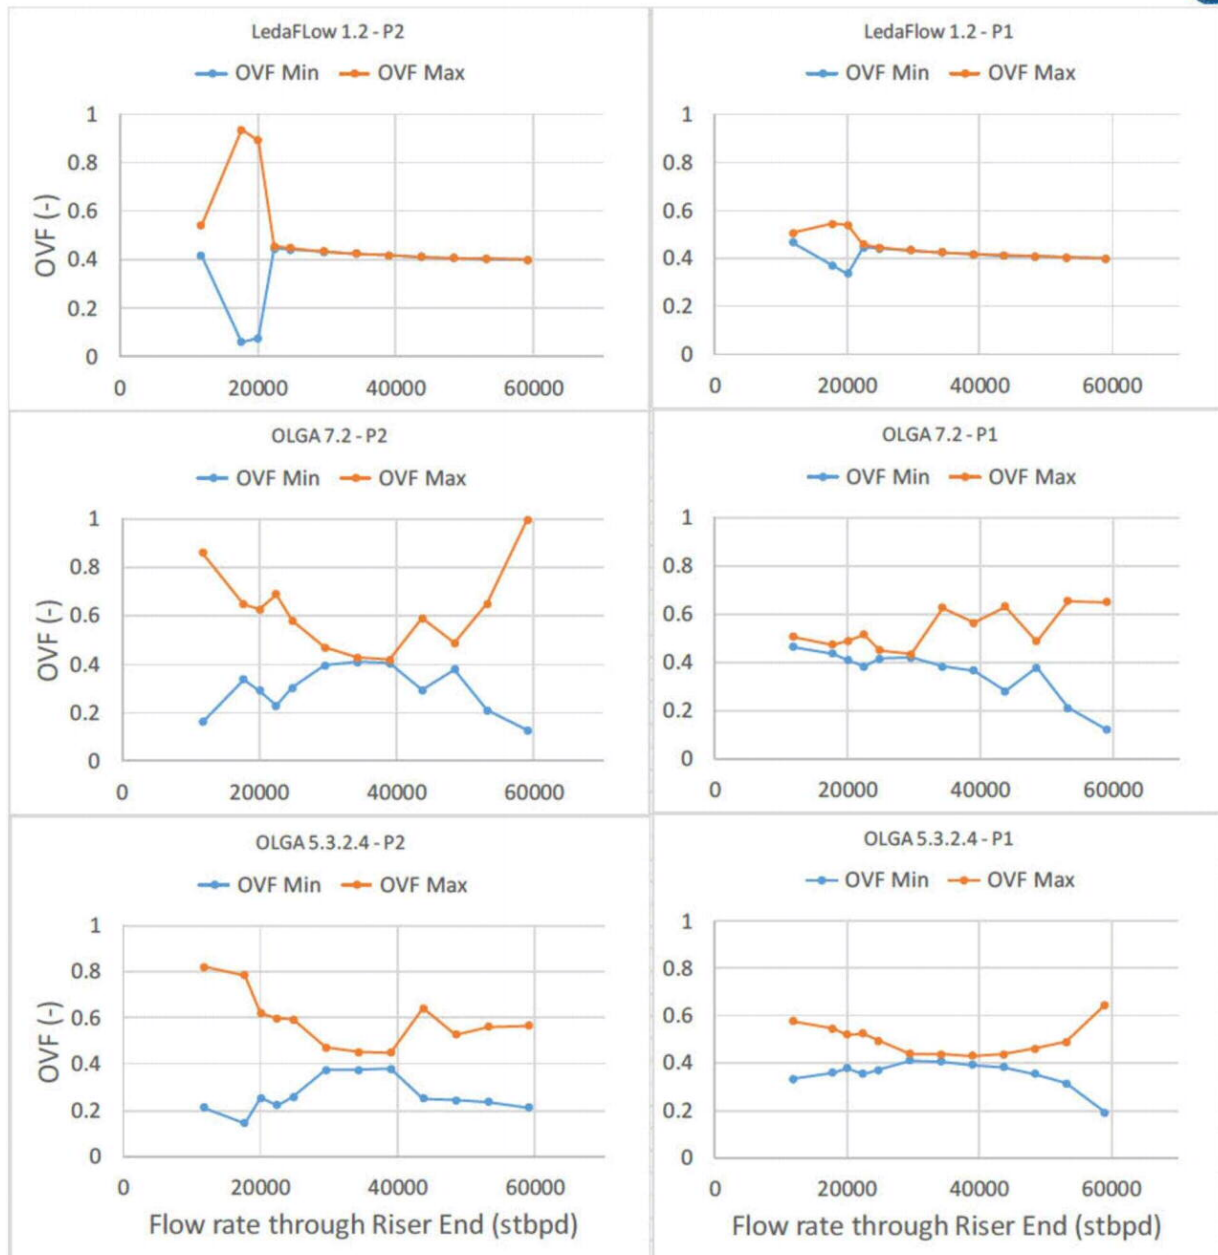 LedaFLow 1.2 - P2
OVF Min OVF Max
1
0.8
0.6
0.4
0.2
0
OVF (-)
0 20000 40000 60000
LedaFlow 1.2 - P1
OVF Min OVF Max
1
0.8
0.6
0.4
0.2
0
0 20000 40000 60000
OLGA 7.2 - P2
OVF Min OVF Max
1
0.8
0.6
0.4
0.2
0
OVF (-)
0 20000 40000 60000
OLGA 7.2 - P1
OVF Min OVF Max
1
0.8
0.6
0.4
0.2
0
0 20000 40000 60000
OLGA 5.3.2.4 - P2
OVF Min OVF Max
1
0.8
0.6
0.4
0.2
0
OVF (-)
0 20000 40000 60000
Flow rate through Riser End (stbpd)
OLGA 5.3.2.4 - P1
OVF Min OVF Max
1
0.8
0.6
0.4
0.2
0
0 20000 40000 60000
Flow rate through Riser End (stbpd)